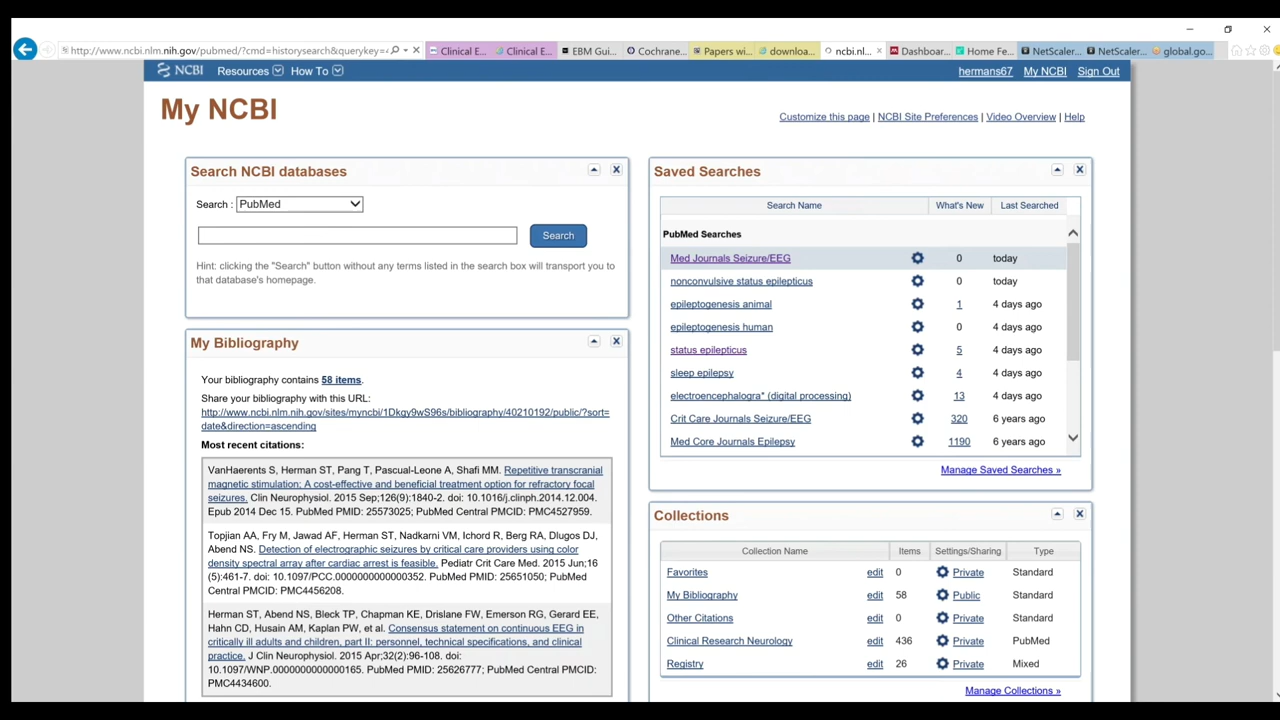 http://www.ncbi.nlm.nih.gov/pubmed/?cmd=historysearch&querykey=
Clinical E...
Clinical E...
EBM Gui...
Cochrane...
Papers wi...
downloa...
ncbi.nl...
Dashboar...
Home Fe...
NetScaler...
NetScaler...
global.go...
NCBI Resources How To
hermans67 My NCBI Sign Out
My NCBI
Customize this page | NCBI Site Preferences | Video Overview | Help
Search NCBI databases
Search : PubMed
Search
Hint: clicking the "Search" button without any terms listed in the search box will transport you to
that database's homepage.
My Bibliography
Your bibliography contains 58 items.
Share your bibliography with this URL:
http://www.ncbi.nlm.nih.gov/sites/myncbi/1Dkgy9wS96s/bibliography/40210192/public/?sort=
date&direction=ascending
Most recent citations:
VanHaerents S, Herman ST, Pang T, Pascual-Leone A, Shafi MM. Repetitive transcranial
magnetic stimulation; A cost-effective and beneficial treatment option for refractory focal
seizures. Clin Neurophysiol. 2015 Sep;126(9):1840-2. doi: 10.1016/j.clinph.2014.12.004.
Epub 2014 Dec 15. PubMed PMID: 25573025; PubMed Central PMCID: PMC4527959.
Topjian AA, Fry M, Jawad AF, Herman ST, Nadkarni VM, Ichord R, Berg RA, Dlugos DJ,
Abend NS. Detection of electrographic seizures by critical care providers using color
density spectral array after cardiac arrest is feasible. Pediatr Crit Care Med. 2015 Jun;16
(5):461-7. doi: 10.1097/PCC.0000000000000352. PubMed PMID: 25651050; PubMed
Central PMCID: PMC4456208.
Herman ST, Abend NS, Bleck TP, Chapman KE, Drislane FW, Emerson RG, Gerard EE,
Hahn CD, Husain AM, Kaplan PW, et al. Consensus statement on continuous EEG in
critically ill adults and children, part II: personnel, technical specifications, and clinical
practice. J Clin Neurophysiol. 2015 Apr;32(2):96-108. doi:
10.1097/WNP.0000000000000165. PubMed PMID: 25626777; PubMed Central PMCID:
PMC4434600.
Saved Searches
Search Name What's New Last Searched
PubMed Searches
Med Journals Seizure/EEG 0 today
nonconvulsive status epilepticus 0 today
epileptogenesis animal 1 4 days ago
epileptogenesis human 0 4 days ago
status epilepticus 5 4 days ago
sleep epilepsy 4 4 days ago
electroencephalogra* (digital processing) 13 4 days ago
Crit Care Journals Seizure/EEG 320 6 years ago
Med Core Journals Epilepsy 1190 6 years ago
Manage Saved Searches »
Collections
Collection Name Items Settings/Sharing Type
Favorites edit 0 Private Standard
My Bibliography edit 58 Public Standard
Other Citations edit 0 Private Standard
Clinical Research Neurology edit 436 Private PubMed
Registry edit 26 Private Mixed
Manage Collections »